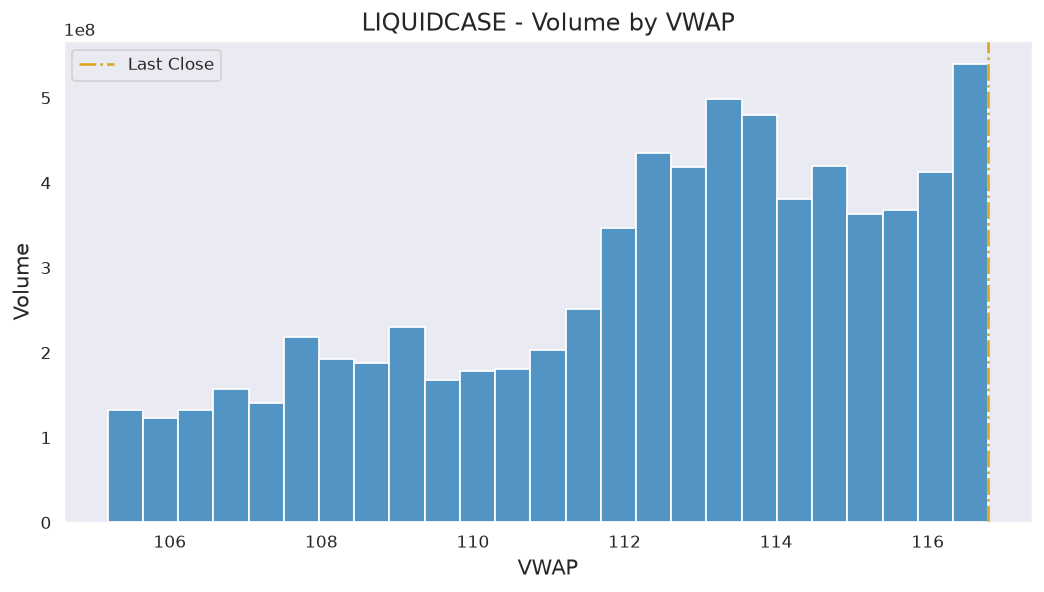 LIQUIDCASE - Volume by VWAP
1e8
Last Close
5
4
3
2
1
0
Volume
106 108 110 112 114 116
VWAP